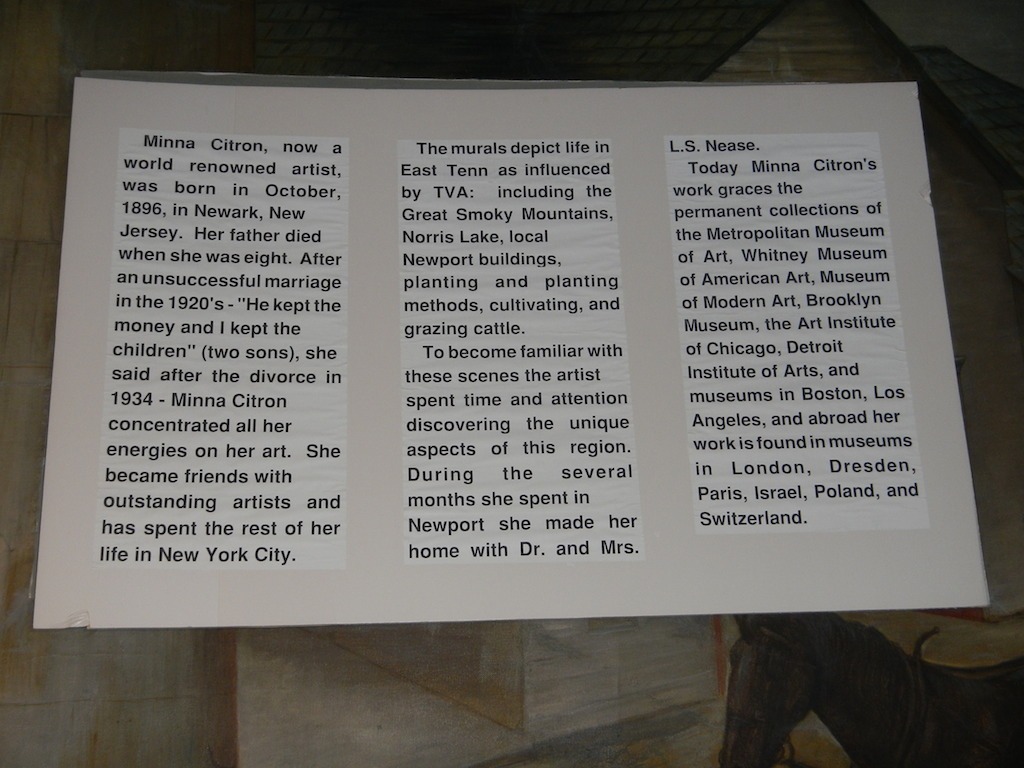 Minna Citron, now a
world renowned artist,
was born in October,
1896, in Newark, New
Jersey. Her father died
when she was eight. After
an unsuccessful marriage
in the 1920's - "He kept the
money and I kept the
children" (two sons), she
said after the divorce in
1934 - Minna Citron
concentrated all her
energies on her art. She
became friends with
outstanding artists and
has spent the rest of her
life in New York City.
The murals depict life in
East Tenn as influenced
by TVA: including the
Great Smoky Mountains,
Norris Lake, local
Newport buildings,
planting and planting
methods, cultivating, and
grazing cattle.
To become familiar with
these scenes the artist
spent time and attention
discovering the unique
aspects of this region.
During the several
months she spent in
Newport she made her
home with Dr. and Mrs.
L.S. Nease.
Today Minna Citron's
work graces the
permanent collections of
the Metropolitan Museum
of Art, Whitney Museum
of American Art, Museum
of Modern Art, Brooklyn
Museum, the Art Institute
of Chicago, Detroit
Institute of Arts, and
museums in Boston, Los
Angeles, and abroad her
work is found in museums
in London, Dresden,
Paris, Israel, Poland, and
Switzerland.